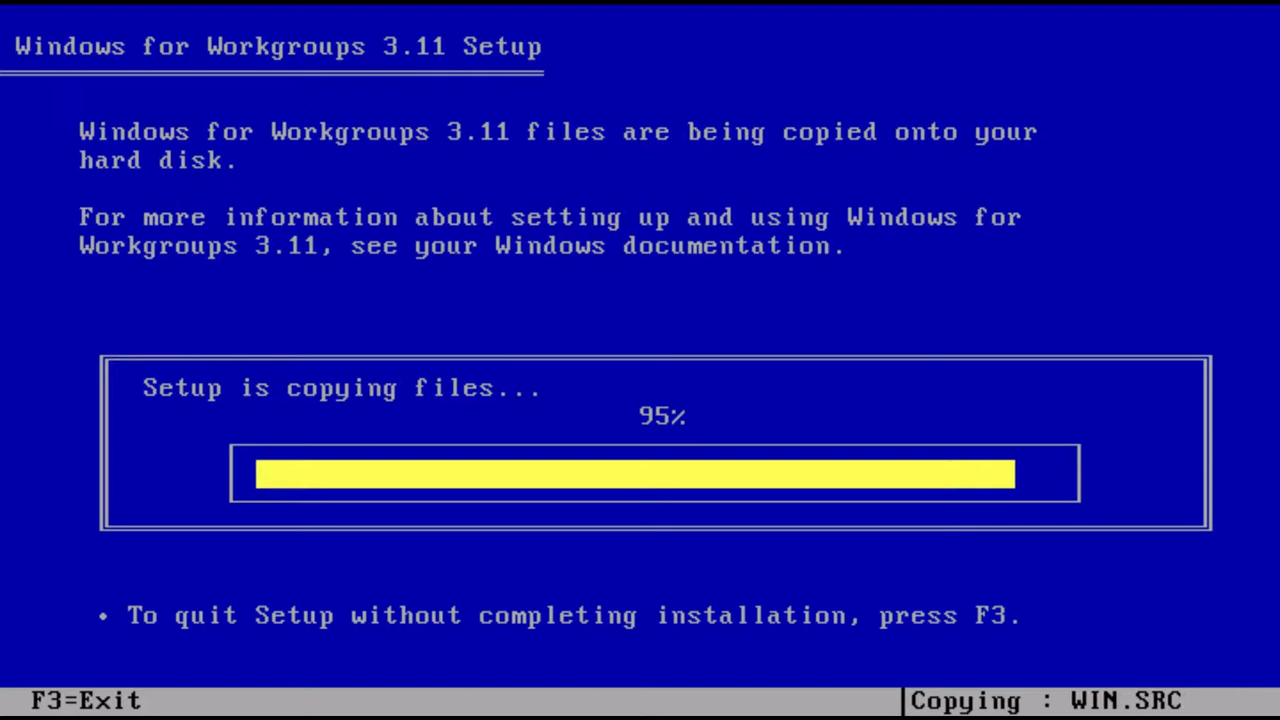 Windows for Workgroups 3.11 Setup
Windows for Workgroups 3.11 files are being copied onto your
hard disk.
For more information about setting up and using Windows for
Workgroups 3.11, see your Windows documentation.
Setup is copying files...
95%
• To quit Setup without completing installation, press F3.
F3=Exit
Copying : WIN.SRC